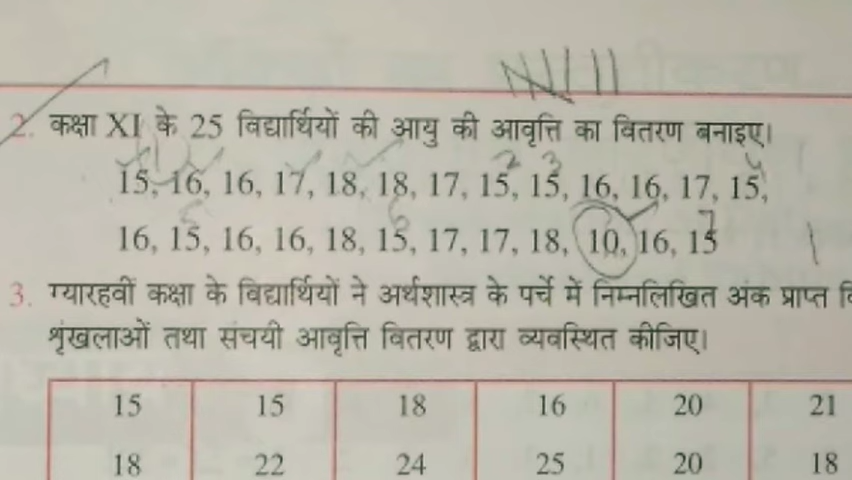 2. कक्षा XI के 25 विद्यार्थियों की आयु की आवृत्ति का वितरण बनाइए।
15, 16, 16, 17, 18, 18, 17, 15, 15, 16, 16, 17, 15,
16, 15, 16, 16, 18, 15, 17, 17, 18, 10, 16, 15
3. ग्यारहवीं कक्षा के विद्यार्थियों ने अर्थशास्त्र के पर्चे में निम्नलिखित अंक प्राप्त
शृंखलाओं तथा संचयी आवृत्ति वितरण द्वारा व्यवस्थित कीजिए।
15 15 18 16 20 21
18 22 24 25 20 18